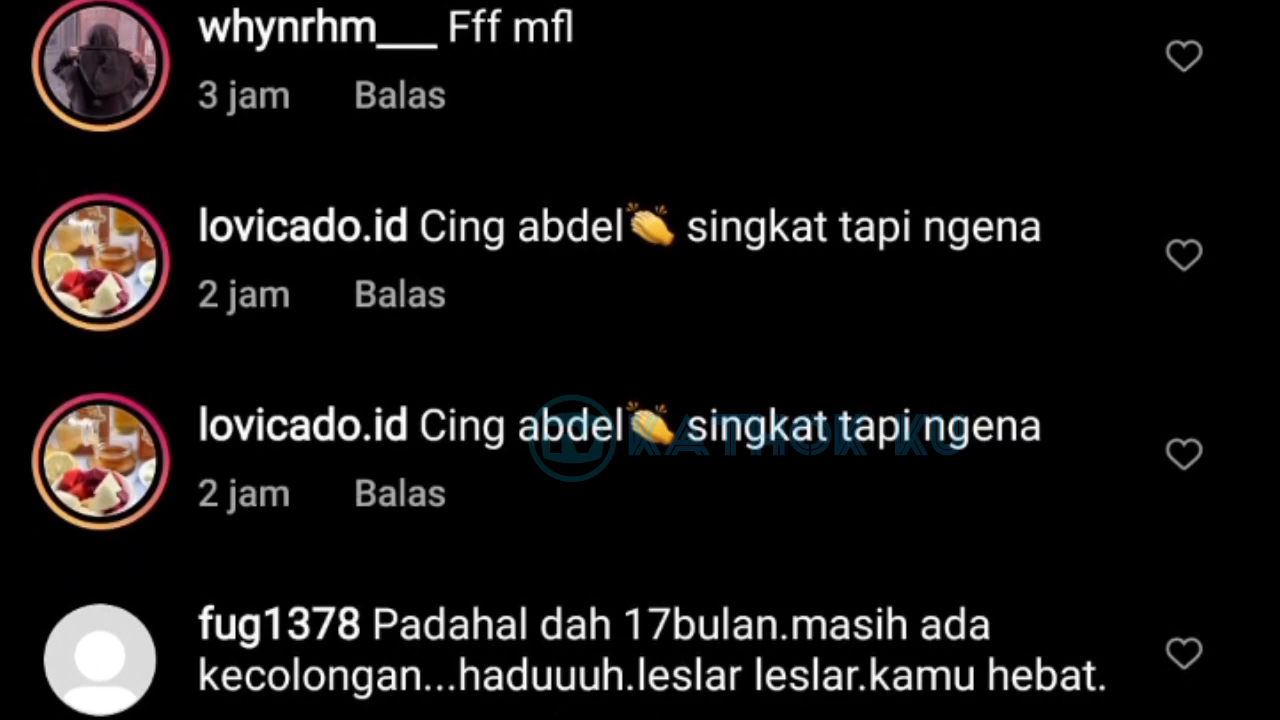 whynrhm___ Fff mfl
3 jam Balas
lovicado.id Cing abdel👏 singkat tapi ngena
2 jam Balas
lovicado.id Cing abdel👏 singkat tapi ngena
KATHOK KU
2 jam Balas
fug1378 Padahal dah 17bulan.masih ada
kecolongan...haduuuh.leslar leslar.kamu hebat.